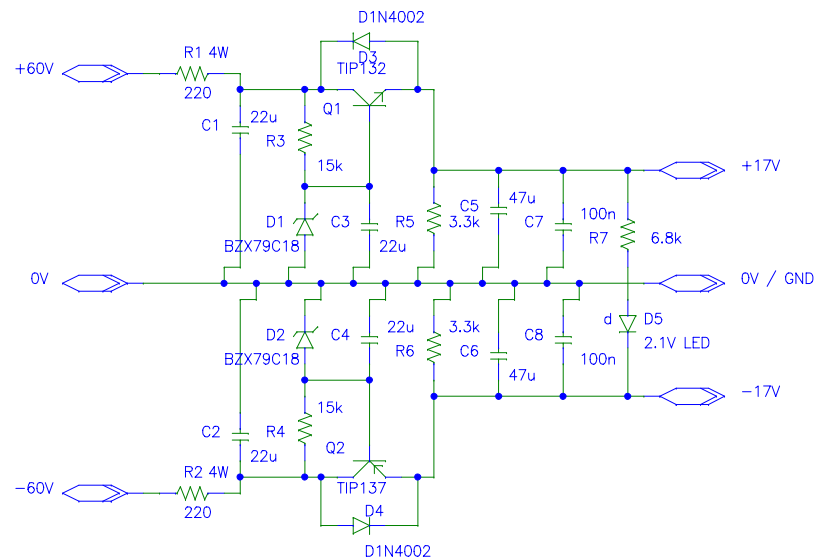 D1N4002
R1 4W
D3
+60V
TIP132
220
Q1
22u
C1
R3
15k
+17V
47u
C5
100n
D1
C3
R5
3.3k
C7
R7
6.8k
BZX79C18
22u
0V
0V / GND
D2
C4
22u
3.3k
C8
d
D5
R6
C6
2.1V LED
BZX79C18
100n
47u
-17V
15k
C2
R4
Q2
22u
R2 4W
-60V
TIP137
220
D4
D1N4002